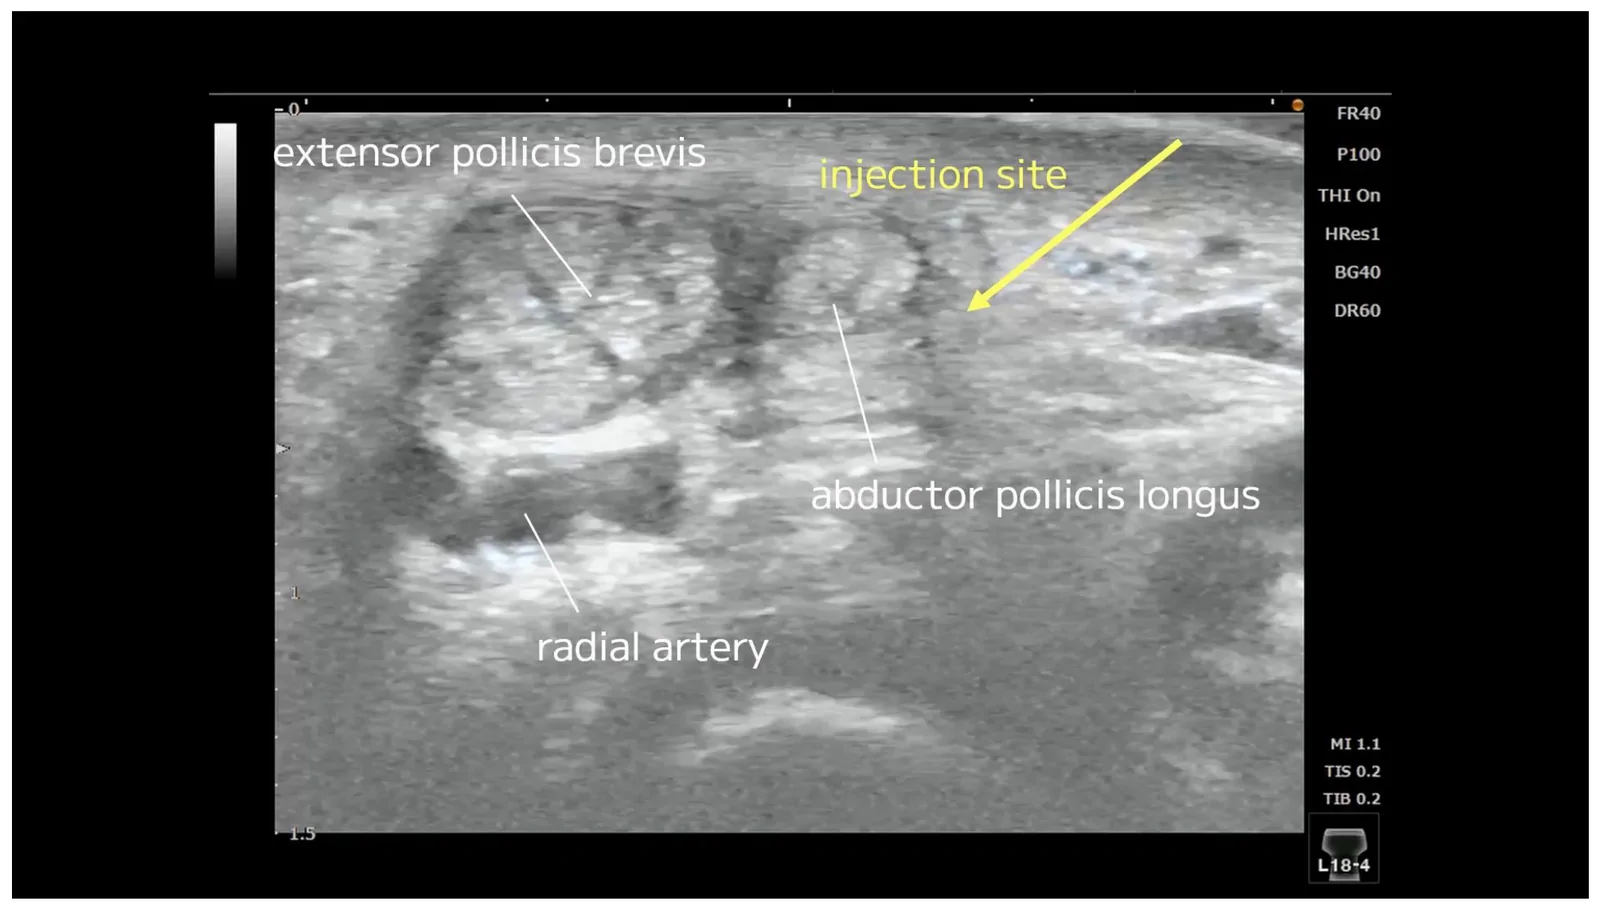 0
FR40
extensor pollicis brevis
P100
injection site
THI On
HRes1
BG40
DR60
abductor pollicis longus
1
radial artery
MI 1.1
TIS 0.2
TIB 0.2
1.5
L18-4